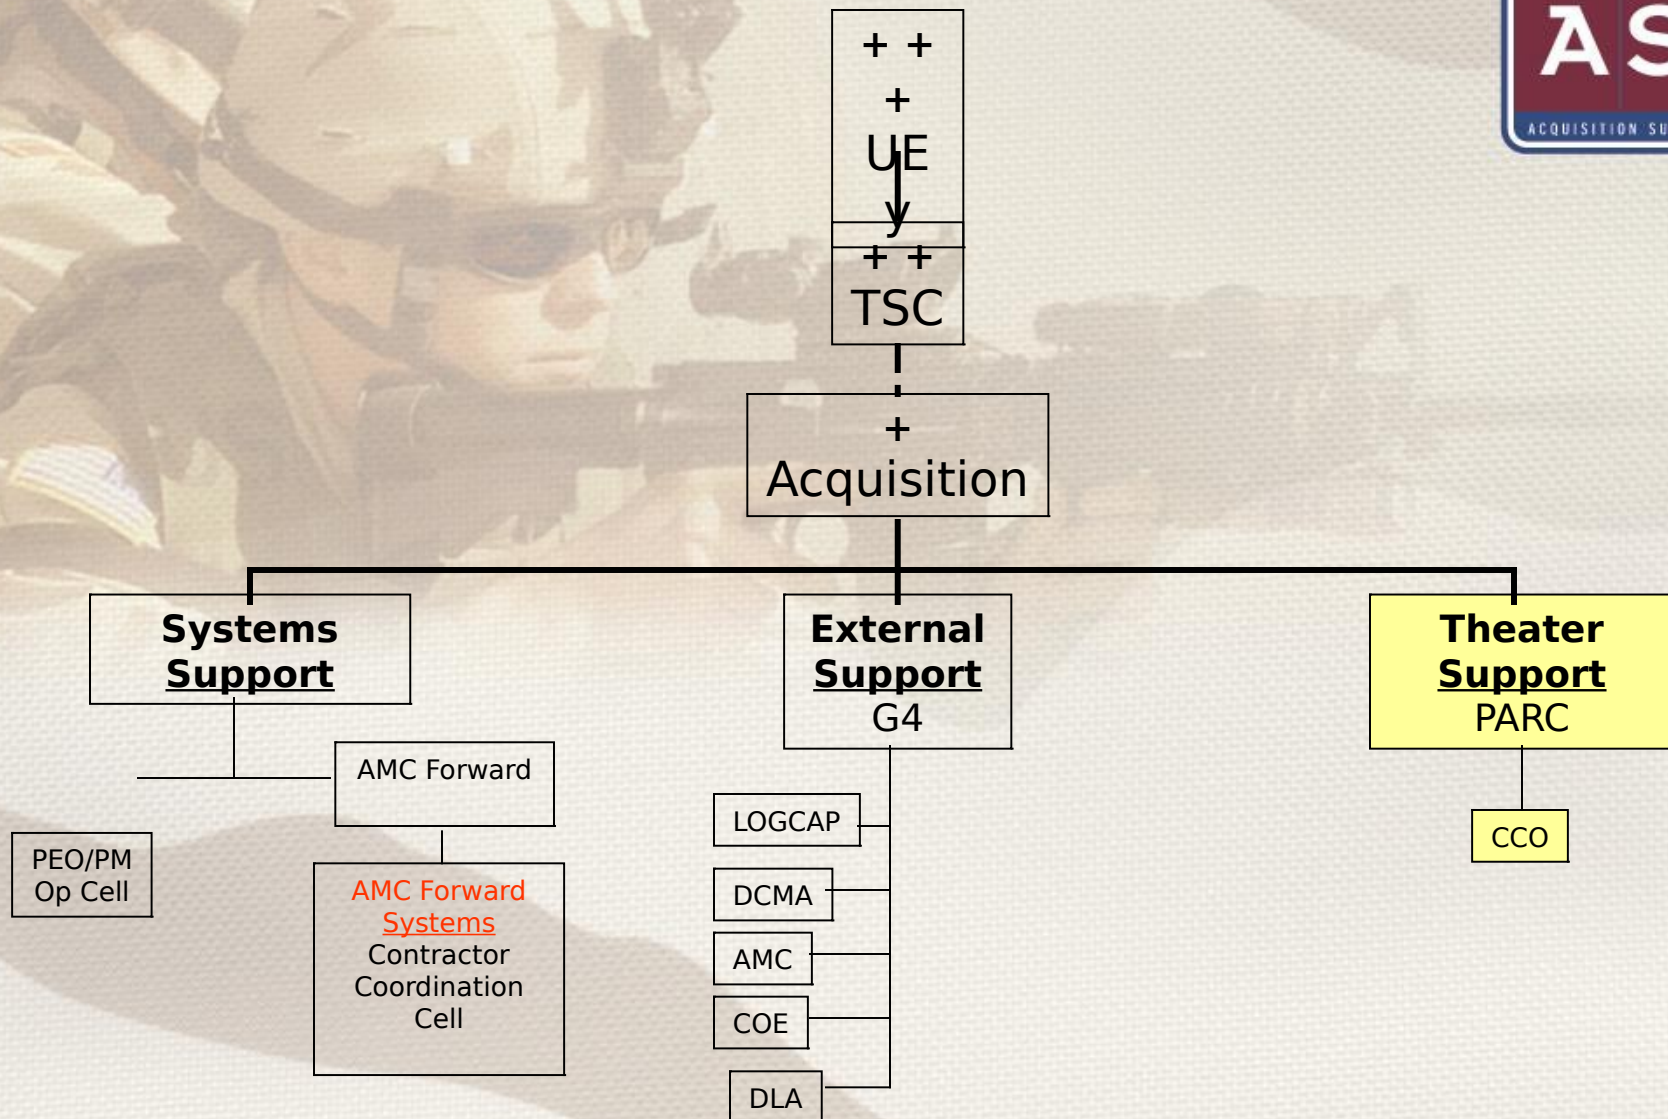 + +
+
UE
y
+ +
TSC
+
Acquisition
Systems
Support
External
Support
G4
Theater
Support
PARC
AMC Forward
PEO/PM
Op Cell
AMC Forward
Systems
Contractor
Coordination
Cell
LOGCAP
DCMA
AMC
COE
DLA
CCO
AS
ACQUISITION SU